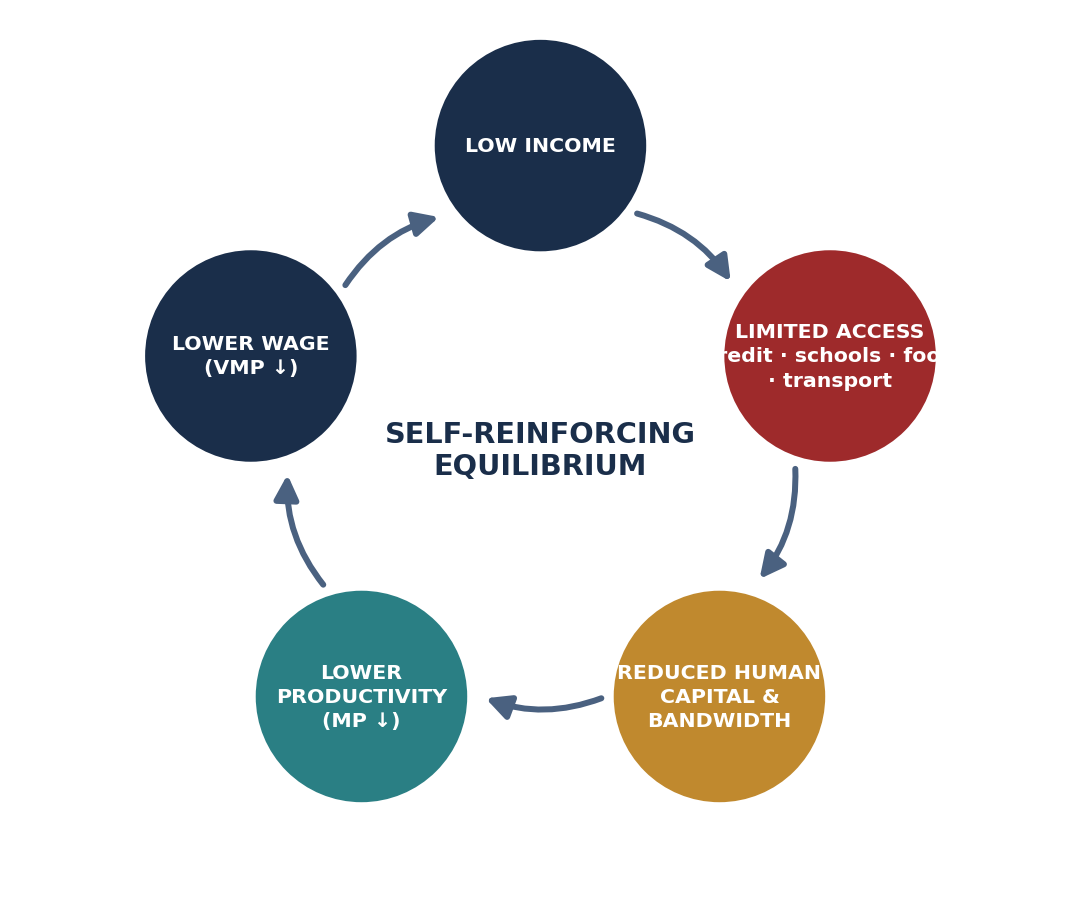 LOW INCOME
LIMITED ACCESS
redit · schools · foo
· transport
LOWER WAGE
(VMP ↓)
SELF-REINFORCING
EQUILIBRIUM
REDUCED HUMAN
CAPITAL &
BANDWIDTH
LOWER
PRODUCTIVITY
(MP ↓)